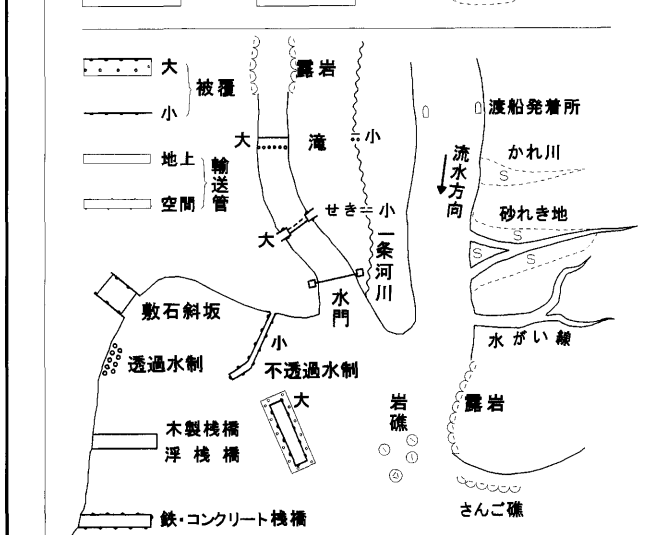 大
被覆
小
地上
輸送管
空間
露岩
大
滝
小
せき
小
大
一条河川
水門
渡船発着所
かれ川
流水方向
S
砂れき地
S
S
水がい線
敷石斜坂
透過水制
小
不透過水制
大
木製桟橋
浮桟橋
鉄・コンクリート桟橋
岩礁
露岩
さんご礁